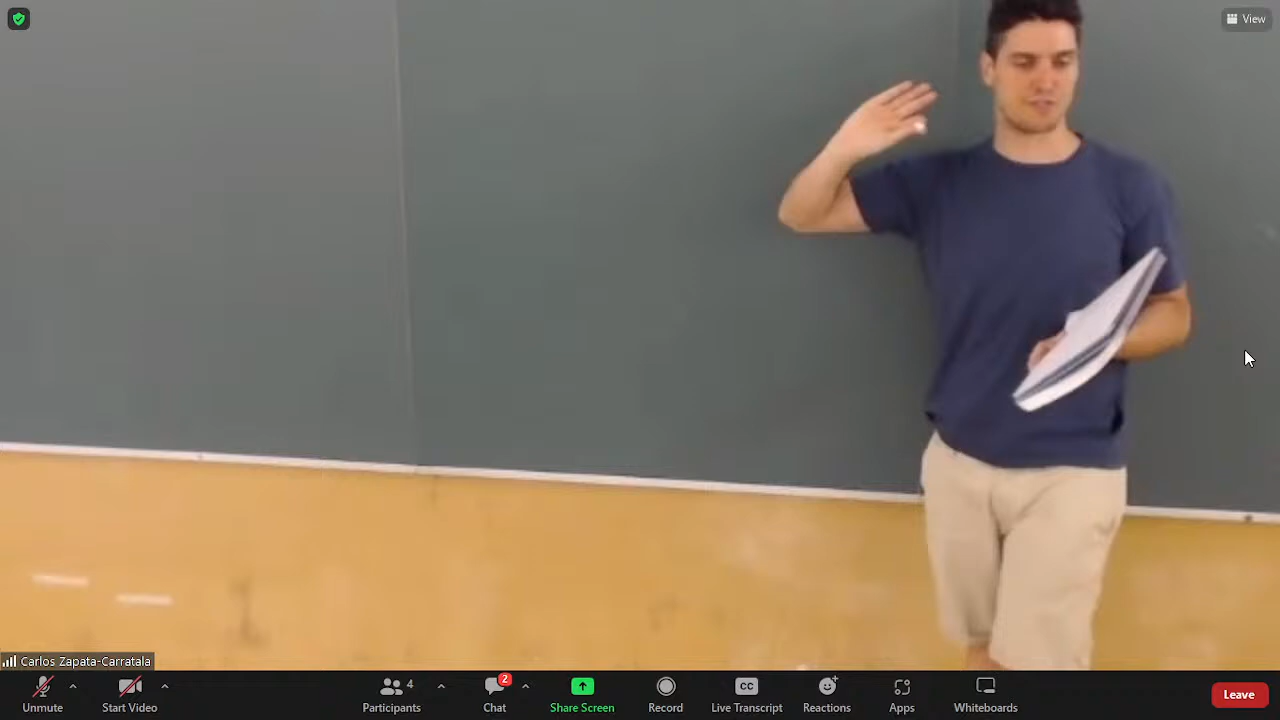 View
Carlos Zapata-Carratala
4
2
CC
Unmute
Start Video
Participants
Chat
Share Screen
Record
Live Transcript
Reactions
Apps
Whiteboards
Leave